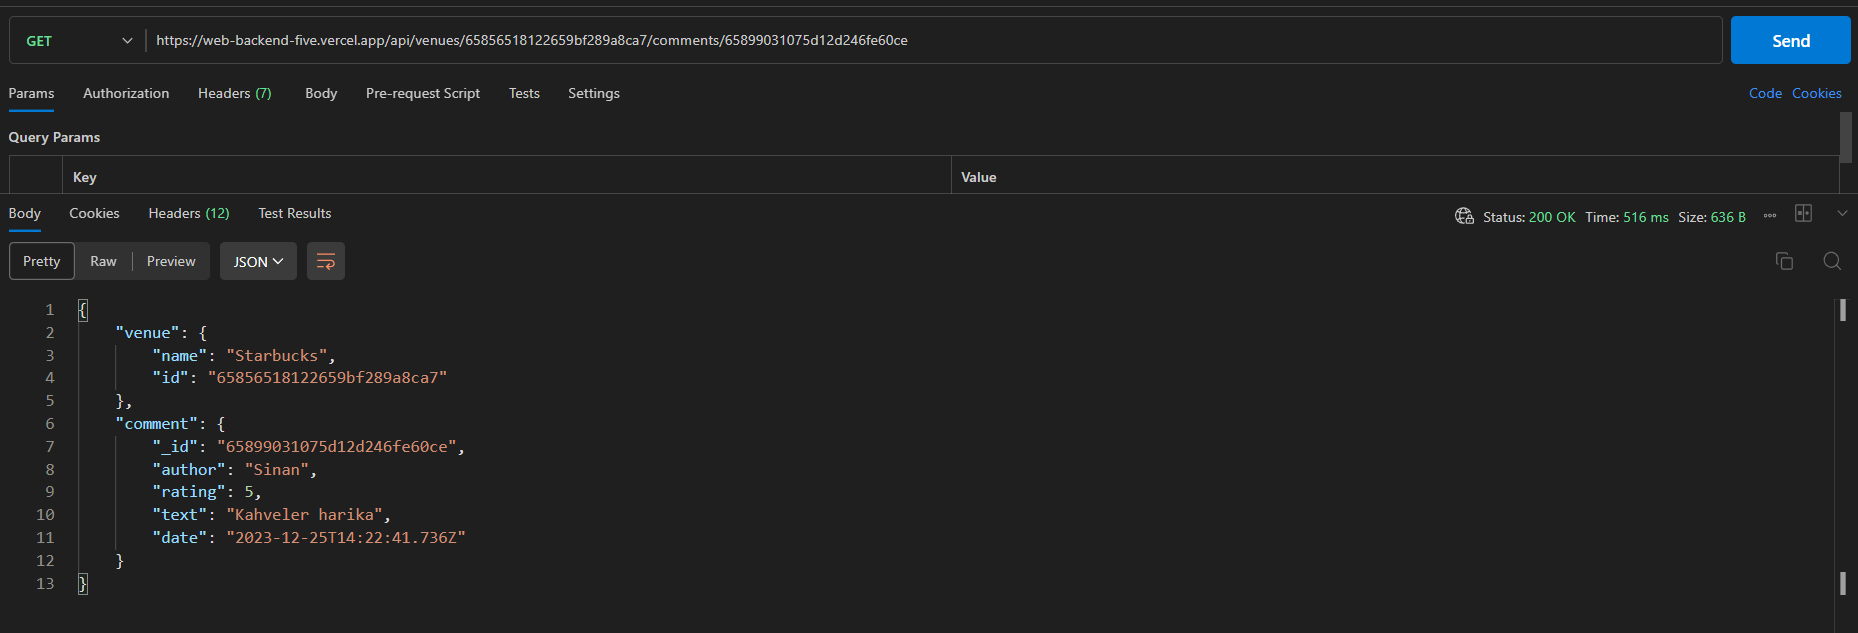 GET https://web-backend-five.vercel.app/api/venues/65856518122659bf289a8ca7/comments/65899031075d12d246fe60ce Send
Params Authorization Headers (7) Body Pre-request Script Tests Settings Code Cookies
Query Params
Key Value
Body Cookies Headers (12) Test Results Status: 200 OK Time: 516 ms Size: 636 B
Pretty Raw Preview JSON
1 {
2 "venue": {
3 "name": "Starbucks",
4 "id": "65856518122659bf289a8ca7"
5 },
6 "comment": {
7 "_id": "65899031075d12d246fe60ce",
8 "author": "Sinan",
9 "rating": 5,
10 "text": "Kahveler harika",
11 "date": "2023-12-25T14:22:41.736Z"
12 }
13 }